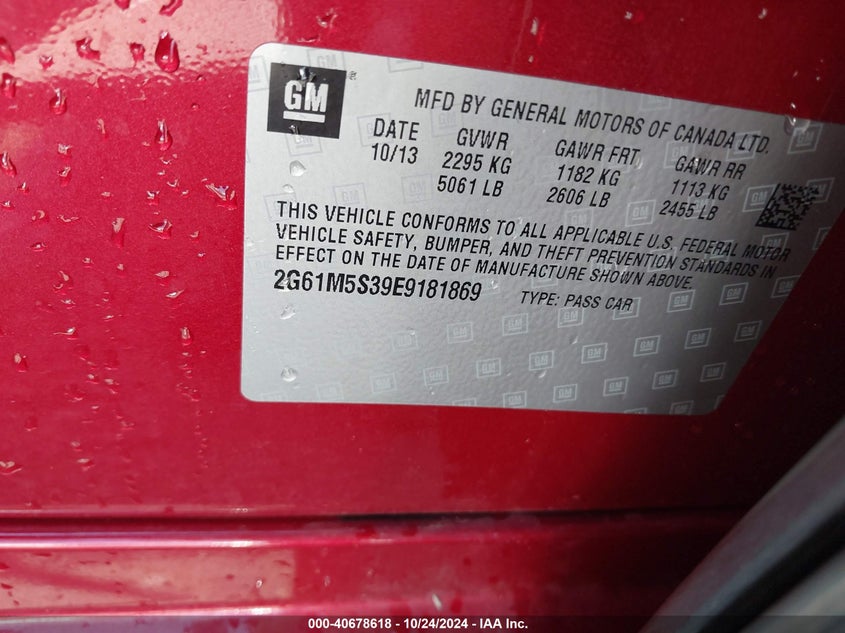 GM
MFD BY GENERAL MOTORS OF CANADA LTD.
DATE GVWR GAWR FRT GAWR RR
10/13 2295 KG 1182 KG 1113 KG
5061 LB 2606 LB 2455 LB
THIS VEHICLE CONFORMS TO ALL APPLICABLE U.S. FEDERAL MOTOR
VEHICLE SAFETY, BUMPER, AND THEFT PREVENTION STANDARDS IN
EFFECT ON THE DATE OF MANUFACTURE SHOWN ABOVE.
2G61M5S39E9181869 TYPE: PASS CAR
000-40678618 - 10/24/2024 - IAA Inc.